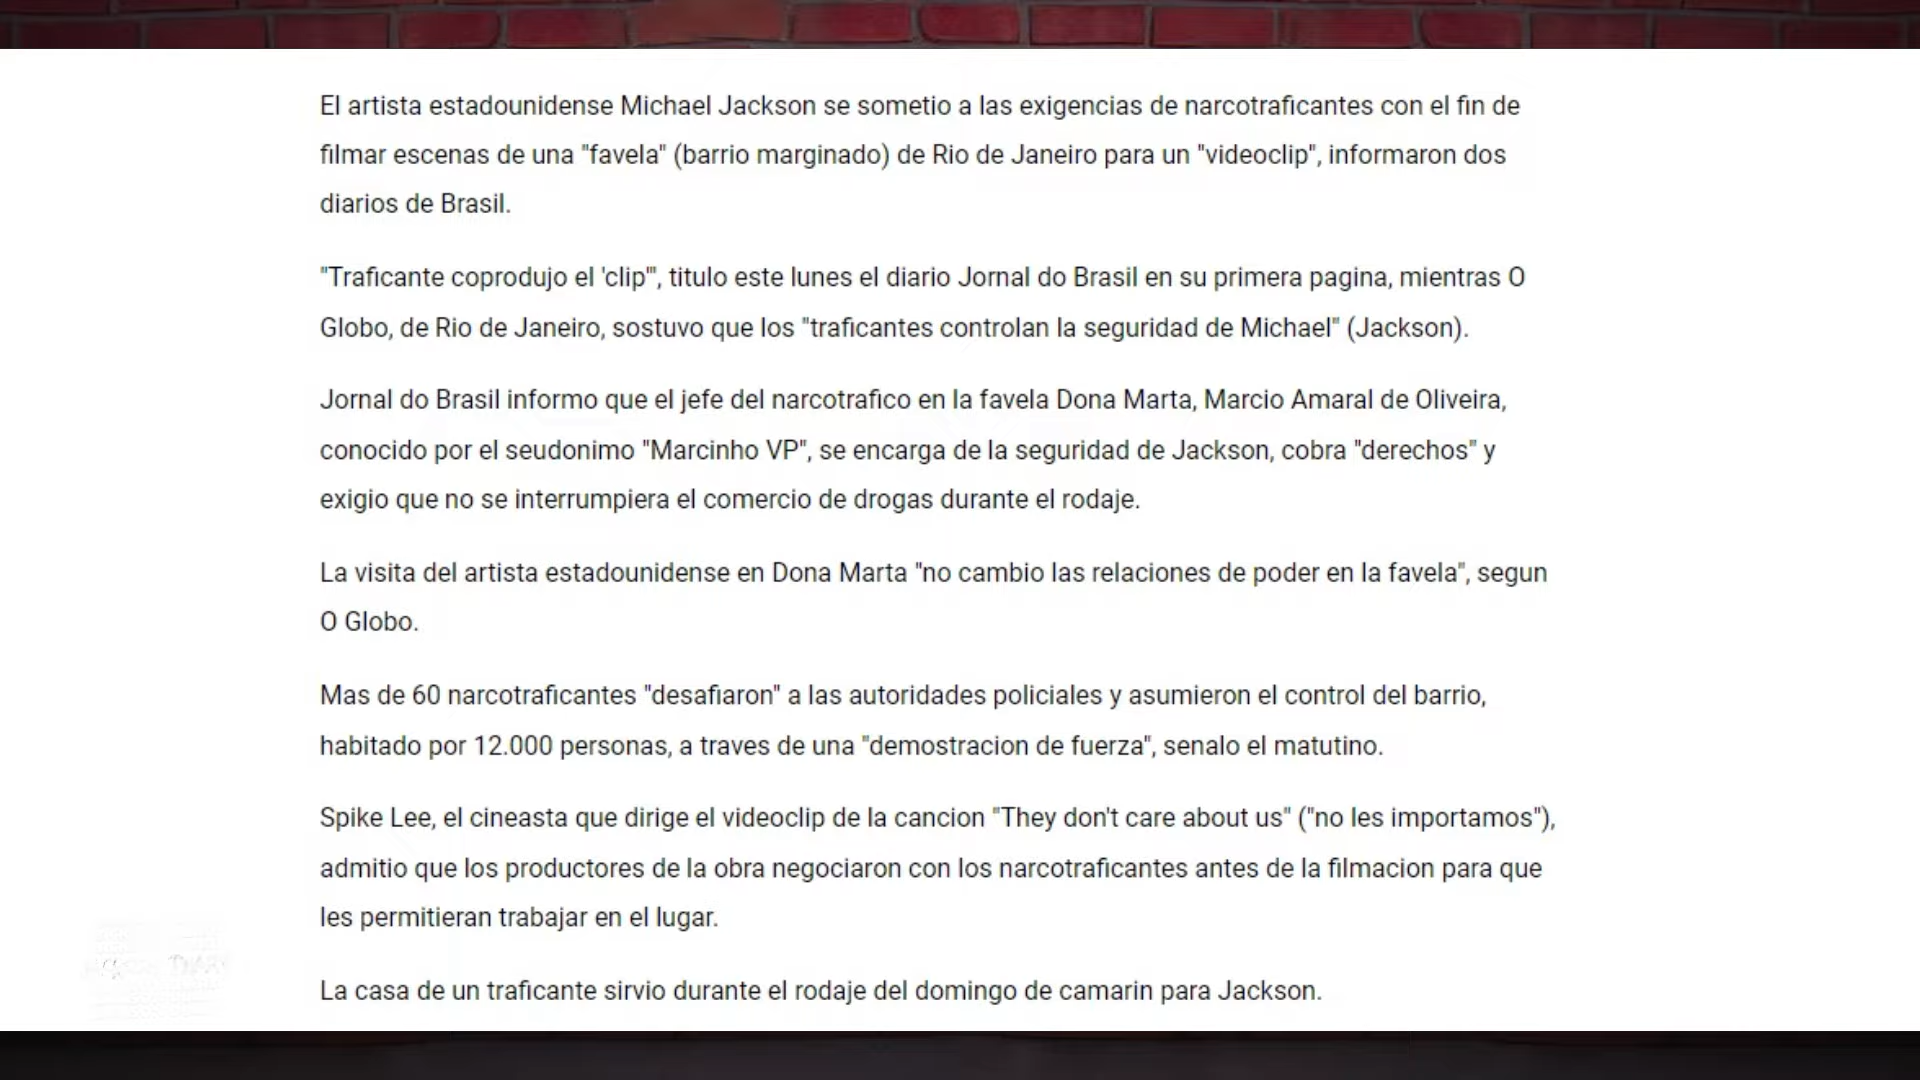 El artista estadounidense Michael Jackson se sometio a las exigencias de narcotraficantes con el fin de
filmar escenas de una "favela" (barrio marginado) de Rio de Janeiro para un "videoclip", informaron dos
diarios de Brasil.
"Traficante coprodujo el 'clip'", titulo este lunes el diario Jornal do Brasil en su primera pagina, mientras O
Globo, de Rio de Janeiro, sostuvo que los "traficantes controlan la seguridad de Michael" (Jackson).
Jornal do Brasil informo que el jefe del narcotrafico en la favela Dona Marta, Marcio Amaral de Oliveira,
conocido por el seudonimo "Marcinho VP", se encarga de la seguridad de Jackson, cobra "derechos" y
exigio que no se interrumpiera el comercio de drogas durante el rodaje.
La visita del artista estadounidense en Dona Marta "no cambio las relaciones de poder en la favela", segun
O Globo.
Mas de 60 narcotraficantes "desafiaron" a las autoridades policiales y asumieron el control del barrio,
habitado por 12.000 personas, a traves de una "demostracion de fuerza", senalo el matutino.
Spike Lee, el cineasta que dirige el videoclip de la cancion "They don't care about us" ("no les importamos"),
admitio que los productores de la obra negociaron con los narcotraficantes antes de la filmacion para que
les permitieran trabajar en el lugar.
La casa de un traficante sirvio durante el rodaje del domingo de camarin para Jackson.